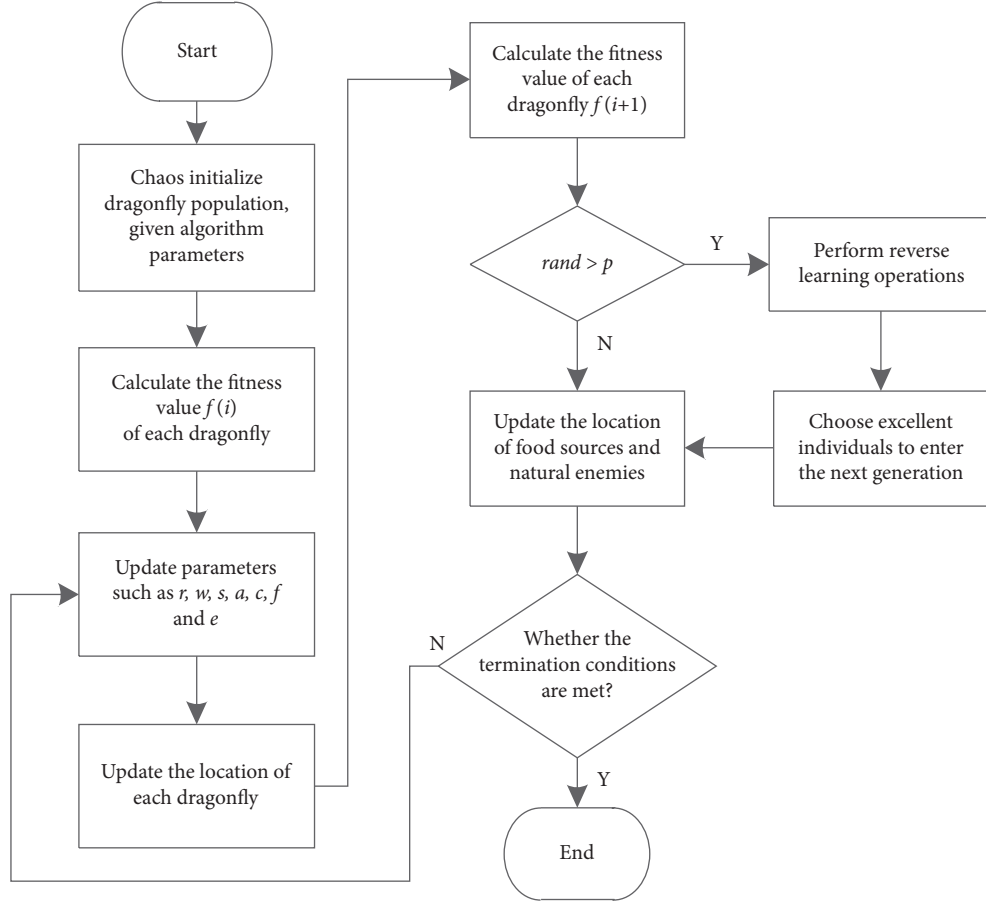 Start
Chaos initialize
dragonfly population,
given algorithm
parameters
Calculate the fitness
value f (i)
of each dragonfly
Update parameters
such as r, w, s, a, c, f
and e
Update the location of
each dragonfly
Calculate the fitness
value of each
dragonfly f (i+1)
rand > p
Y
N
Perform reverse
learning operations
Choose excellent
individuals to enter
the next generation
Update the location
of food sources and
natural enemies
Whether the
termination conditions
are met?
N
Y
End